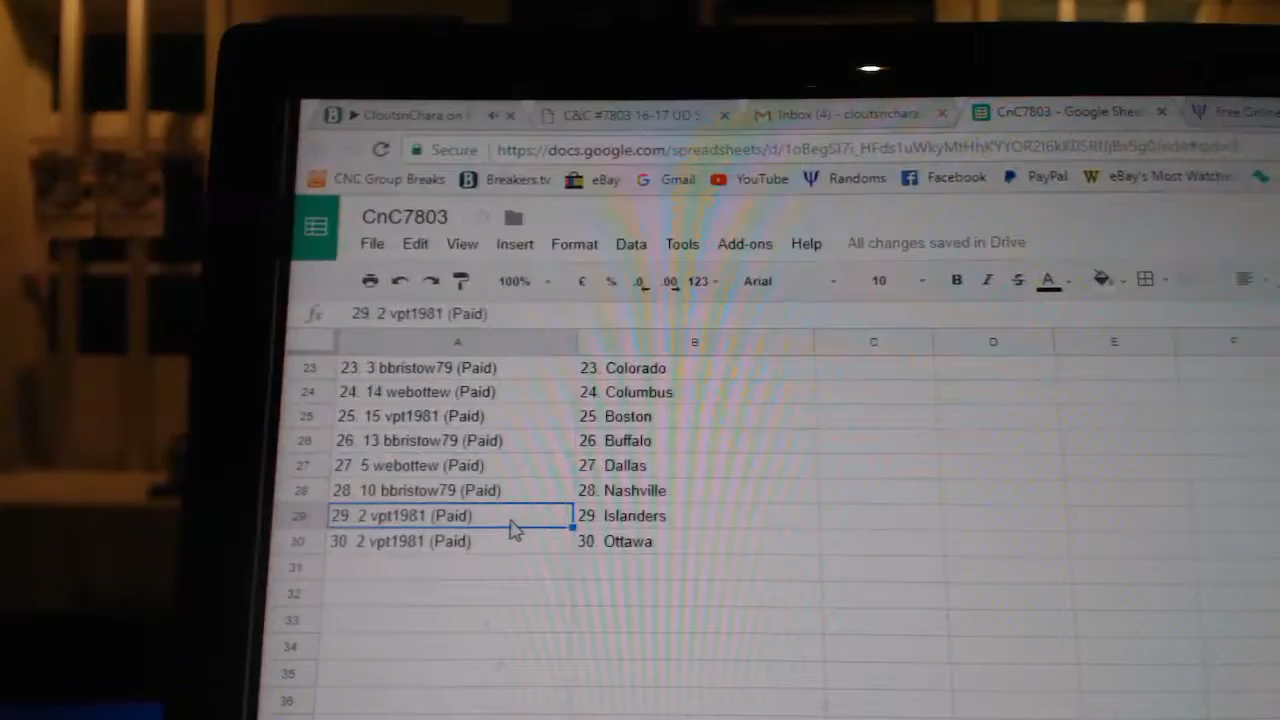 CloutsnChara on
C&C #7803 16-17 UD S
Inbox (4) - cloutsnchara
CnC7803 - Google Shee
Free Online
Secure
https://docs.google.com/spreadsheets/d/
CNC Group Breaks
Breakers.tv
eBay
Gmail
YouTube
Randoms
Facebook
PayPal
eBay's Most Watche
CnC7803
File Edit View Insert Format Data Tools Add-ons Help All changes saved in Drive
100% £ % .0 .00 123 Arial 10 B I S A
fx 29. 2 vpt1981 (Paid)
A B C D E F
23 23. 3 bbristow79 (Paid) 23. Colorado
24 24. 14 webottew (Paid) 24. Columbus
25 25. 15 vpt1981 (Paid) 25. Boston
26 26. 13 bbristow79 (Paid) 26. Buffalo
27 27. 5 webottew (Paid) 27. Dallas
28 28. 10 bbristow79 (Paid) 28. Nashville
29 29. 2 vpt1981 (Paid) 29. Islanders
30 30. 2 vpt1981 (Paid) 30. Ottawa
31
32
33
34
35
36